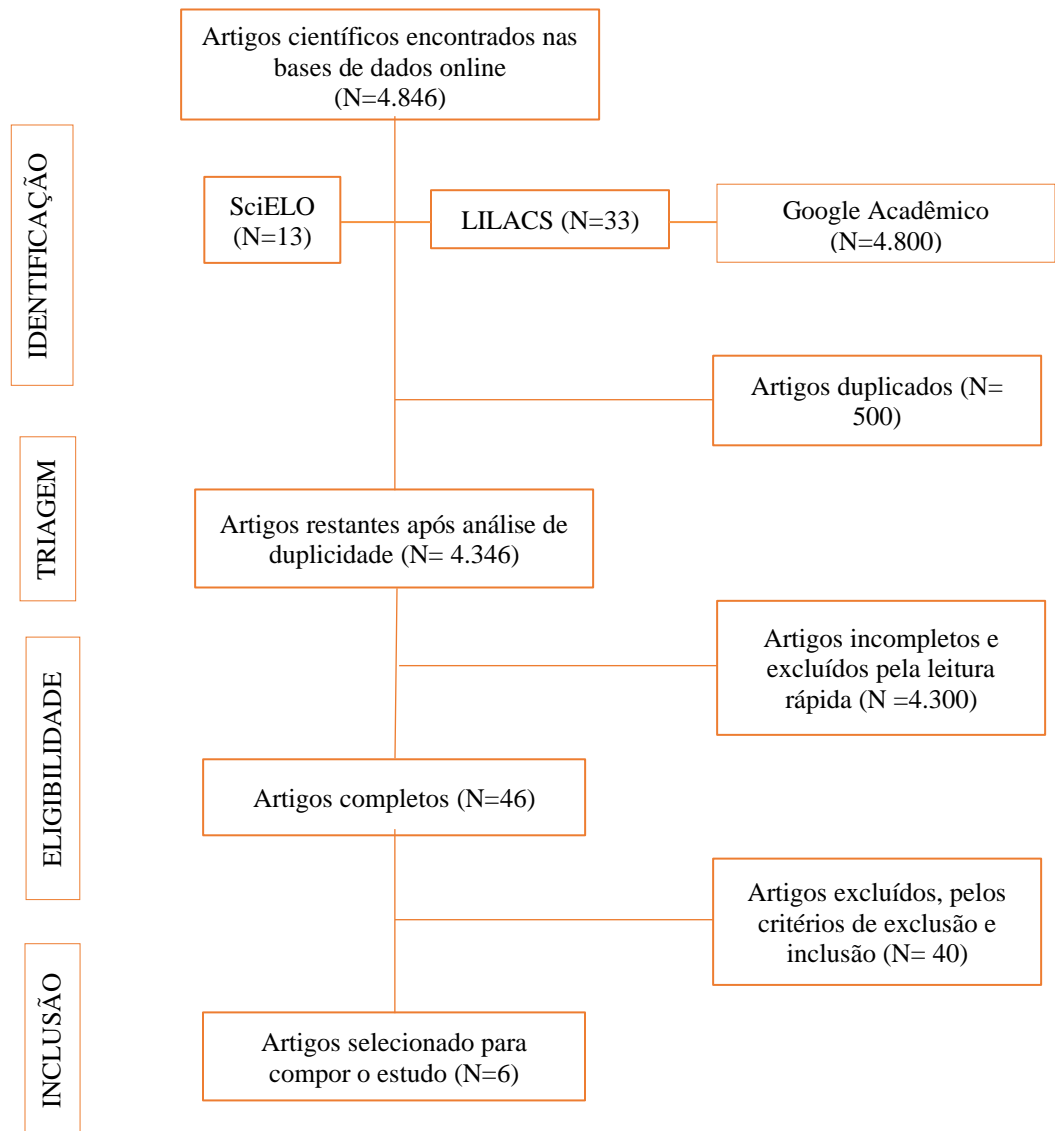 Artigos científicos encontrados nas
bases de dados online
(N=4.846)
IDENTIFICAÇÃO
SciELO
(N=13)
LILACS (N=33)
Google Acadêmico
(N=4.800)
Artigos duplicados (N=
500)
TRIAGEM
Artigos restantes após análise de
duplicidade (N= 4.346)
ELIGIBILIDADE
Artigos incompletos e
excluídos pela leitura
rápida (N =4.300)
Artigos completos (N=46)
Artigos excluídos, pelos
critérios de exclusão e
inclusão (N= 40)
INCLUSÃO
Artigos selecionado para
compor o estudo (N=6)